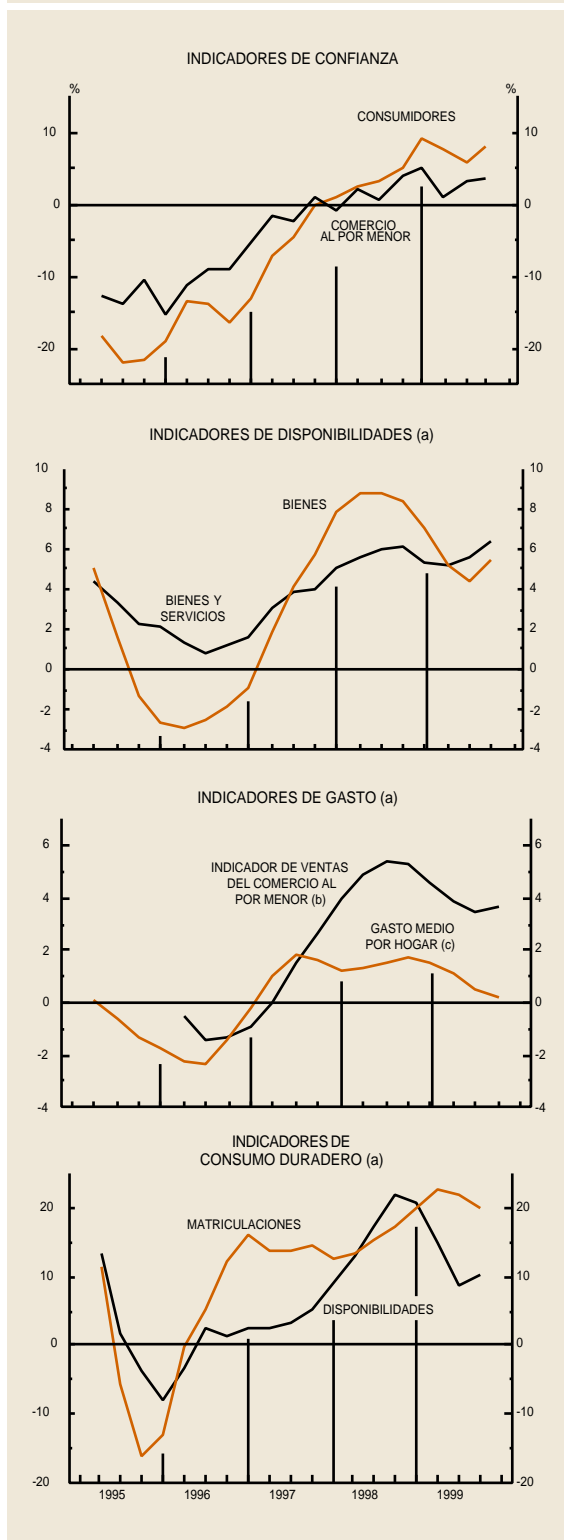 INDICADORES DE CONFIANZA
% %
10 10
CONSUMIDORES
0 0
COMERCIO
AL POR MENOR
-10 -10
-20 -20
INDICADORES DE DISPONIBILIDADES (a)
10 10
8 8
BIENES
6 6
4 4
BIENES Y
SERVICIOS
2 2
0 0
-2 -2
-4 -4
INDICADORES DE GASTO (a)
6 6
INDICADOR DE VENTAS
DEL COMERCIO AL
POR MENOR (b)
4 4
GASTO MEDIO
POR HOGAR (c)
2 2
0 0
-2 -2
-4 -4
INDICADORES DE
CONSUMO DURADERO (a)
20 20
MATRICULACIONES
10 10
DISPONIBILIDADES
0 0
-10 -10
-20 -20
1995 1996 1997 1998 1999